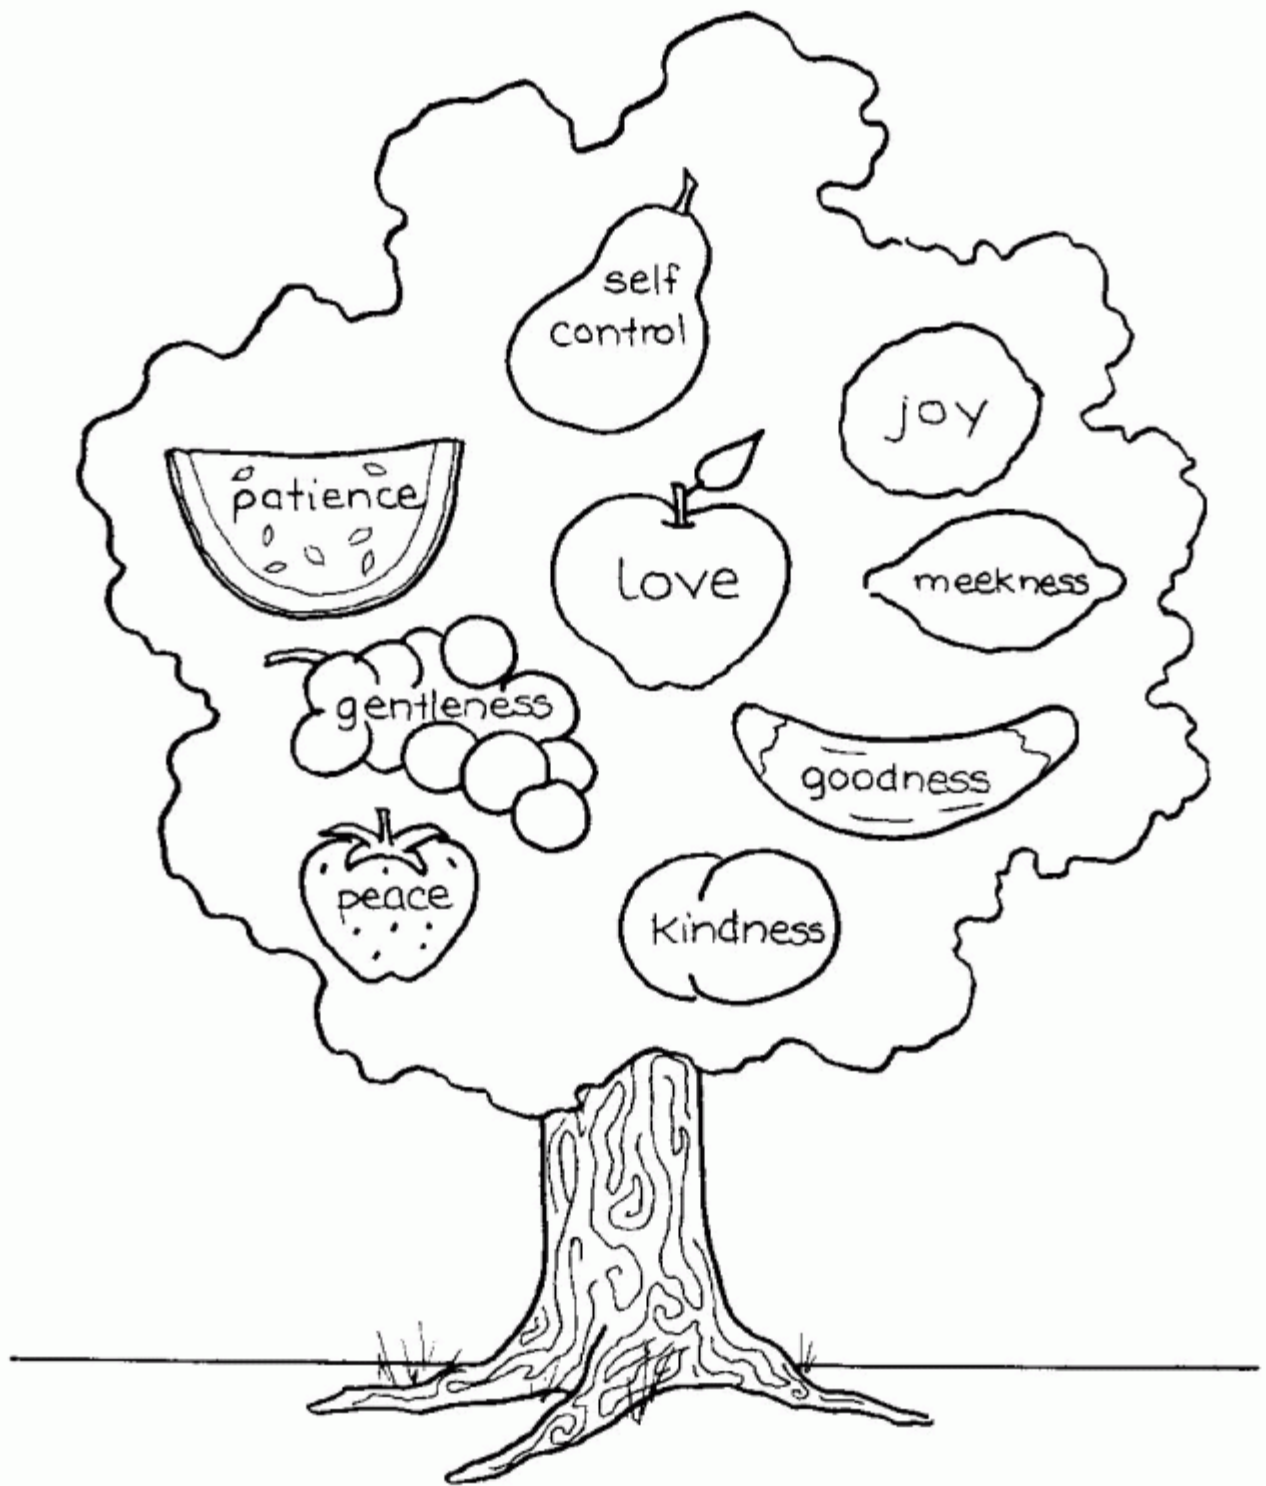 self
control
joy
patience
love
meekness
gentleness
goodness
peace
kindness